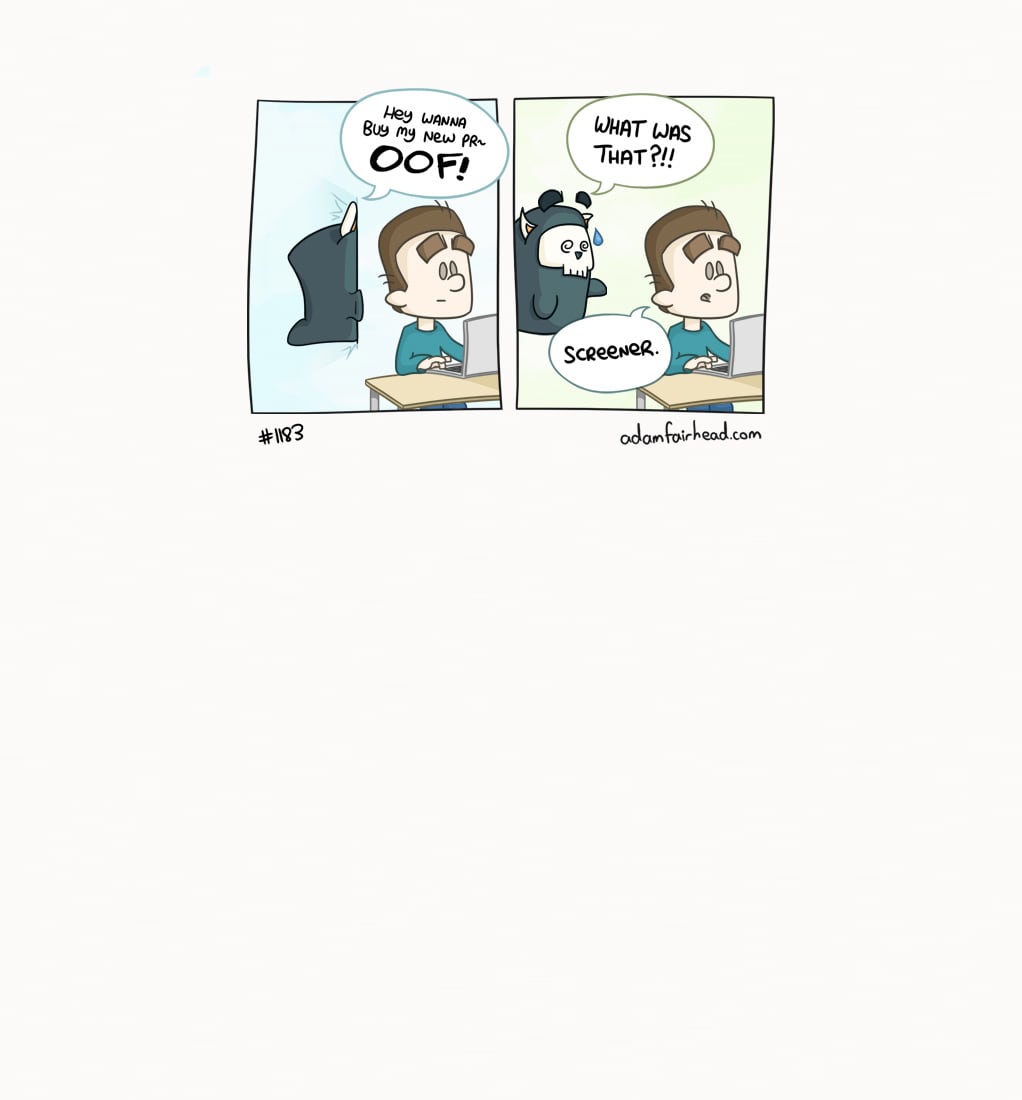 Hey WANNA
Buy my New PR~
OOF!
WHAT WAS
THAT?!!
SCREENER.
#1183
adamfairhead.com